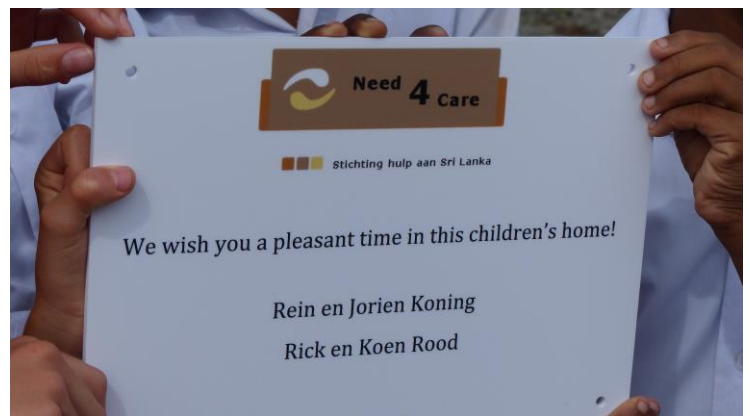 Need 4 Care
Stichting hulp aan Sri Lanka
We wish you a pleasant time in this children's home!
Rein en Jorien Koning
Rick en Koen Rood